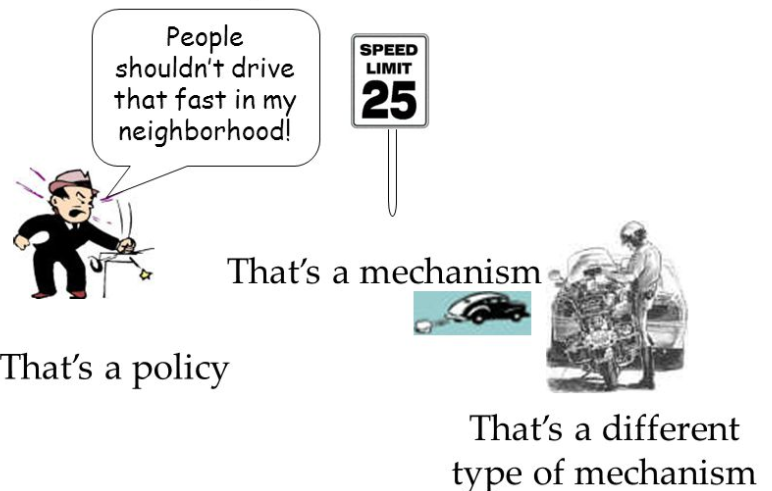 People
shouldn't drive
that fast in my
neighborhood!
SPEED
LIMIT
25
That's a mechanism
That's a policy
That's a different
type of mechanism